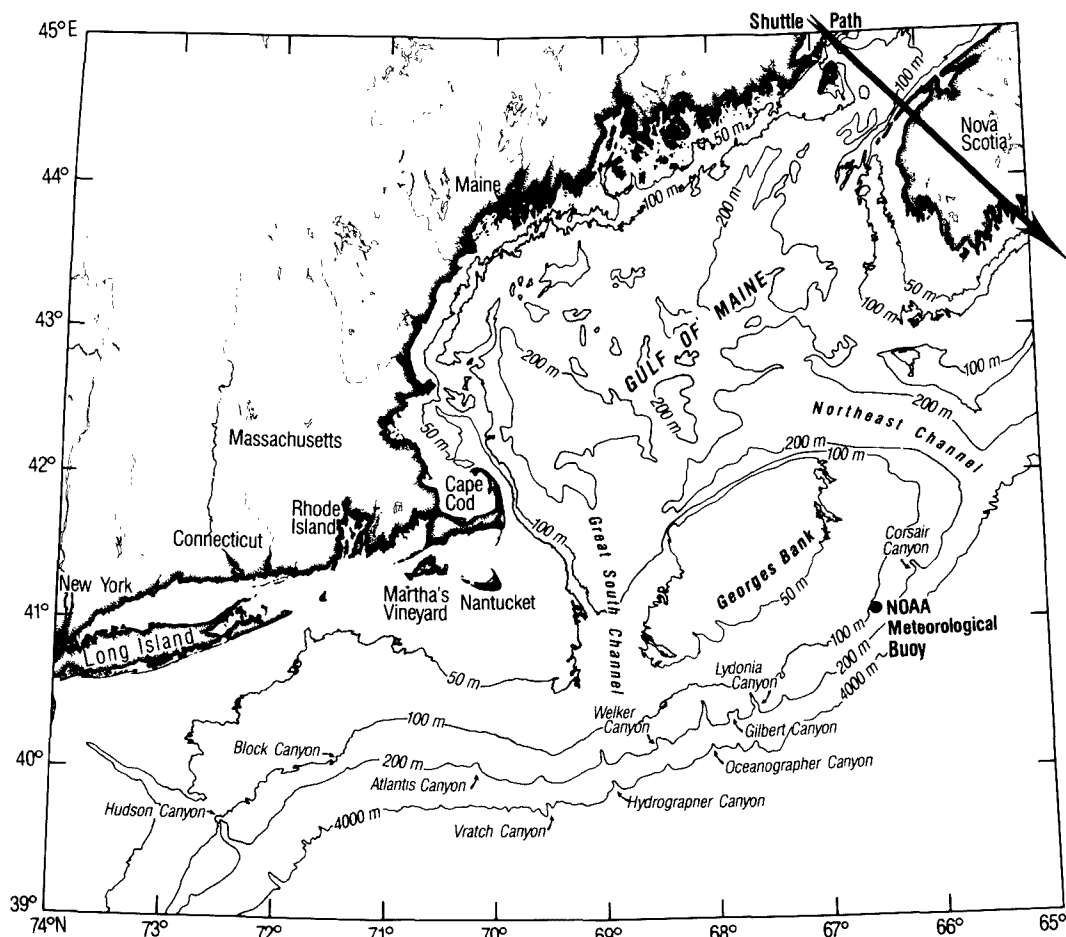 45°E
Shuttle Path
100 m
Nova
Scotia
50 m
44°
Maine
100 m
200 m
50 m
100 m
43°
GULF OF MAINE
200 m
200 m
100 m
200 m
Northeast Channel
Massachusetts
50 m
42°
200 m
100 m
Cape
Cod
Rhode
Island
100 m
Great South Channel
Corsair
Canyon
Connecticut
Georges Bank
New York
Martha's
Vineyard
Nantucket
50 m
41°
NOAA
Meteorological
Buoy
Long Island
100 m
200 m
4000 m
50 m
Lydonia
Canyon
Welker
Canyon
100 m
Gilbert Canyon
40°
Block Canyon
200 m
Atlantis Canyon
Oceanographer Canyon
Hudson Canyon
4000 m
Hydrograpner Canyon
Vratch Canyon
39°
74°N
73°
72°
71°
70°
69°
68°
67°
66°
65°